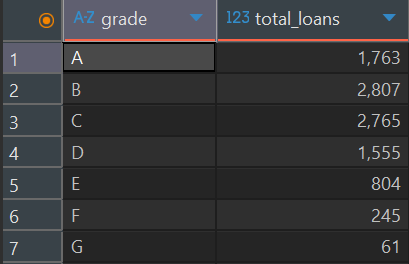 A-Z grade 123 total_loans
1 A 1,763
2 B 2,807
3 C 2,765
4 D 1,555
5 E 804
6 F 245
7 G 61